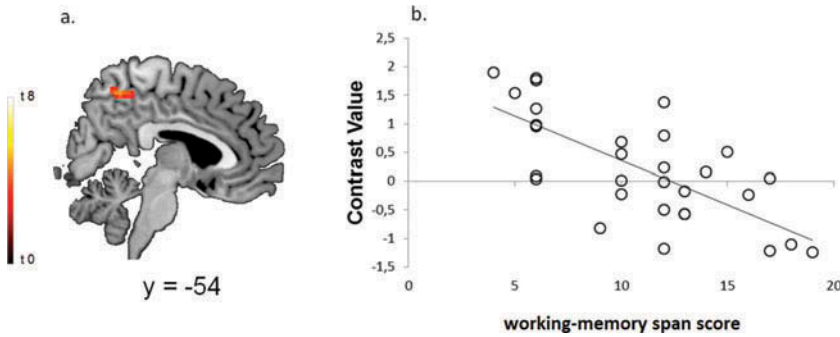 a.
t 8
t 0
y = -54
b.
Contrast Value
2,5
2
1,5
1
0,5
0
-0,5
-1
-1,5
0
5
10
15
20
working-memory span score